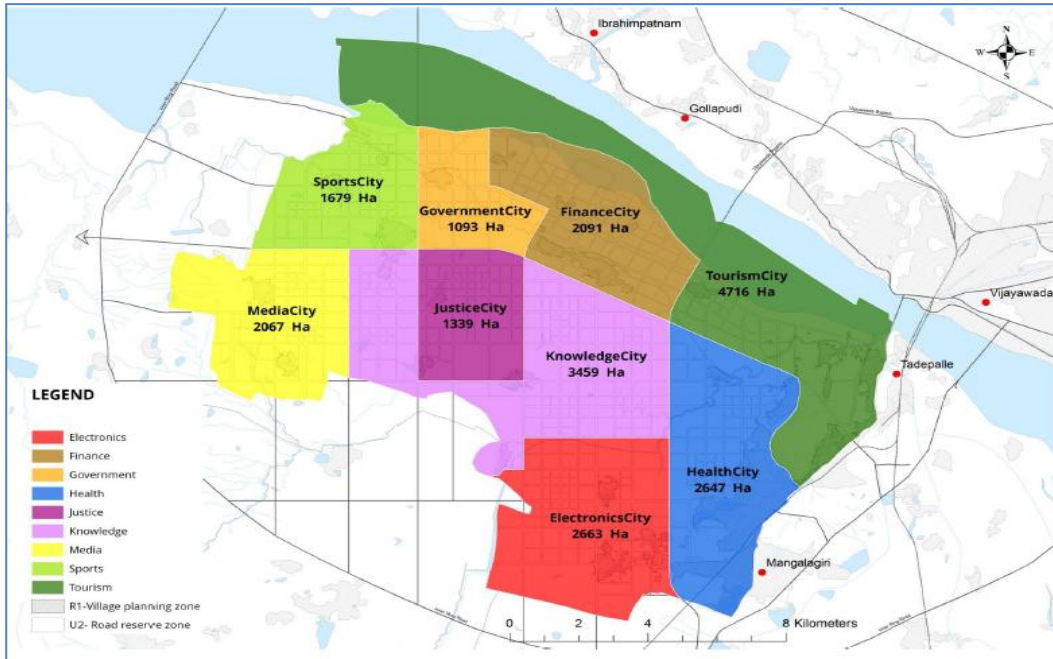 Ibrahimpatnam
N
W E
S
Gollapudi
SportsCity
1679 Ha
GovernmentCity
1093 Ha
FinanceCity
2091 Ha
TourismCity
4716 Ha
Vijayawada
MediaCity
2067 Ha
JusticeCity
1339 Ha
KnowledgeCity
3459 Ha
Tadepalle
HealthCity
2647 Ha
ElectronicsCity
2663 Ha
Mangalagiri
LEGEND
Electronics
Finance
Government
Health
Justice
Knowledge
Media
Sports
Tourism
R1-Village planning zone
U2- Road reserve zone
0 2 4 8 Kilometers